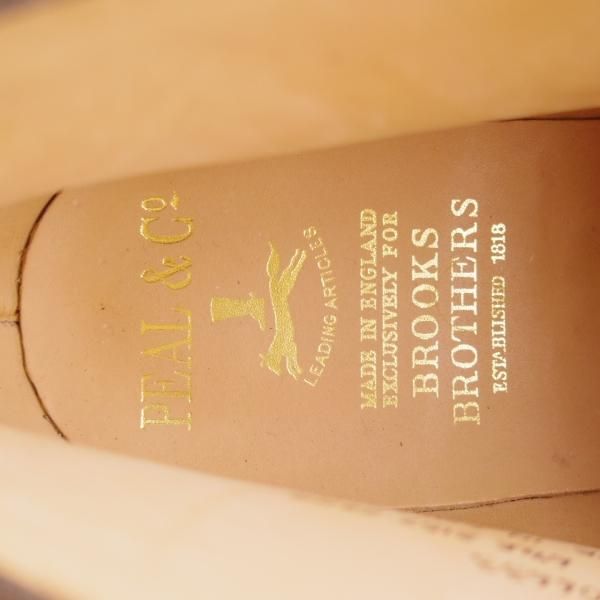 PEAL & Co.
LEADING ARTICLES
MADE IN ENGLAND
EXCLUSIVELY FOR
BROOKS
BROTHERS
ESTABLISHED 1818